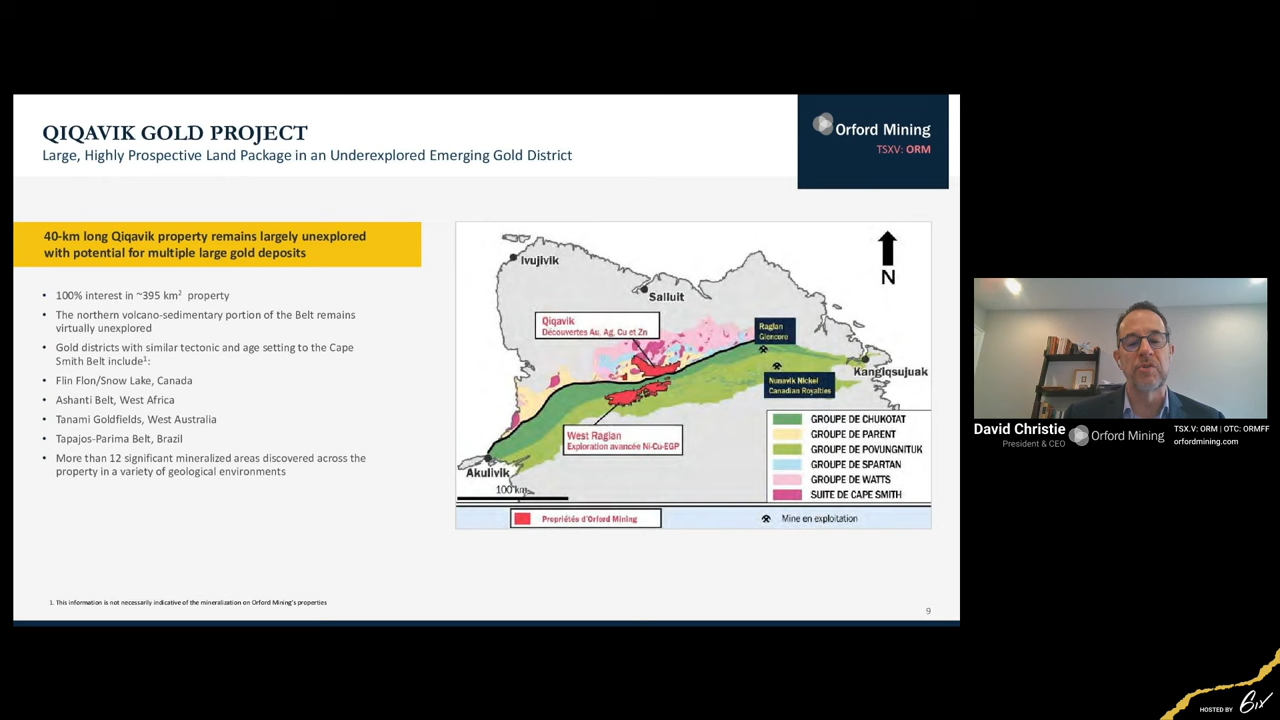 QIQAVIK GOLD PROJECT
Large, Highly Prospective Land Package in an Underexplored Emerging Gold District
Orford Mining
TSXV: ORM
40-km long Qiqavik property remains largely unexplored
with potential for multiple large gold deposits
• 100% interest in ~395 km² property
• The northern volcano-sedimentary portion of the Belt remains
virtually unexplored
• Gold districts with similar tectonic and age setting to the Cape
Smith Belt include¹:
• Flin Flon/Snow Lake, Canada
• Ashanti Belt, West Africa
• Tanami Goldfields, West Australia
• Tapajos-Parima Belt, Brazil
• More than 12 significant mineralized areas discovered across the
property in a variety of geological environments
Ivujivik
Salluit
N
Qiqavik
Découvertes Au, Ag, Cu et Zn
Raglan
Glencore
Kangiqsujuak
Nunavik Nickel
Canadian Royalties
West Raglan
Exploration avancée Ni-Cu-EGP
Akulivik
100 km
GROUPE DE CHUKOTAT
GROUPE DE PARENT
GROUPE DE POVUNGNITUK
GROUPE DE SPARTAN
GROUPE DE WATTS
SUITE DE CAPE SMITH
Propriétés d'Orford Mining
Mine en exploitation
1. This information is not necessarily indicative of the mineralization on Orford Mining's properties
9
David Christie
President & CEO
Orford Mining
TSX.V: ORM | OTC: ORMFF
orfordmining.com
HOSTED BY 6ix